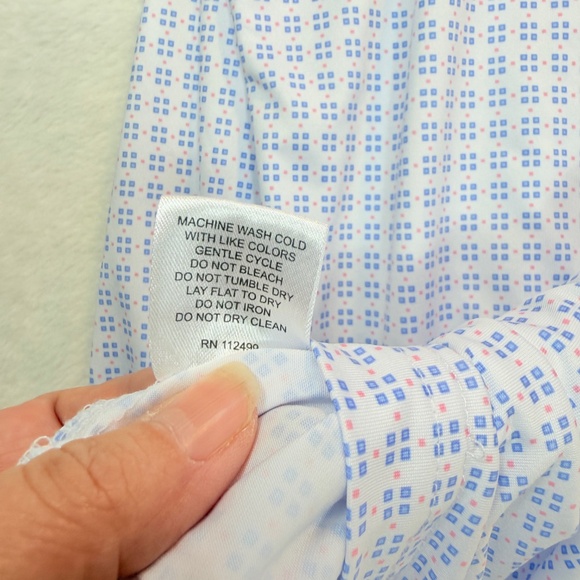 MACHINE WASH COLD
WITH LIKE COLORS
GENTLE CYCLE
DO NOT BLEACH
DO NOT TUMBLE DRY
LAY FLAT TO DRY
DO NOT IRON
DO NOT DRY CLEAN
RN 112499